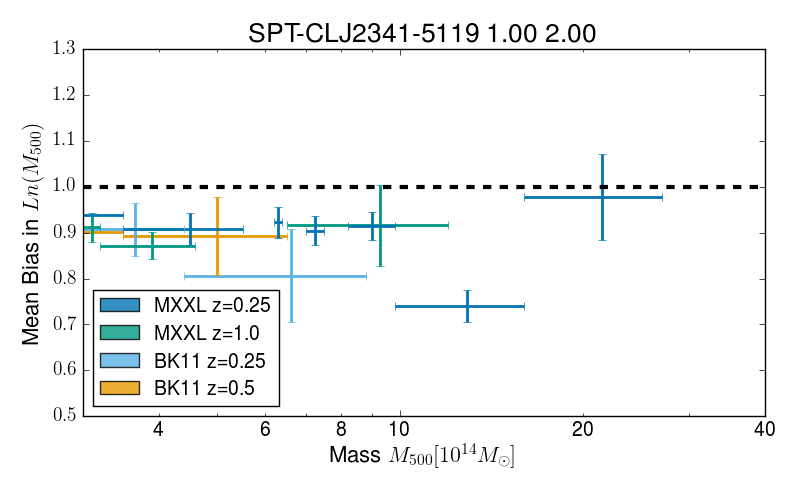 SPT-CLJ2341-5119 1.00 2.00
1.3
1.2
1.1
1.0
0.9
0.8
0.7
0.6
0.5
Mean Bias in Ln(M500)
MXXL z=0.25
MXXL z=1.0
BK11 z=0.25
BK11 z=0.5
4 6 8 10 20 40
Mass M500[10^14 M⊙]